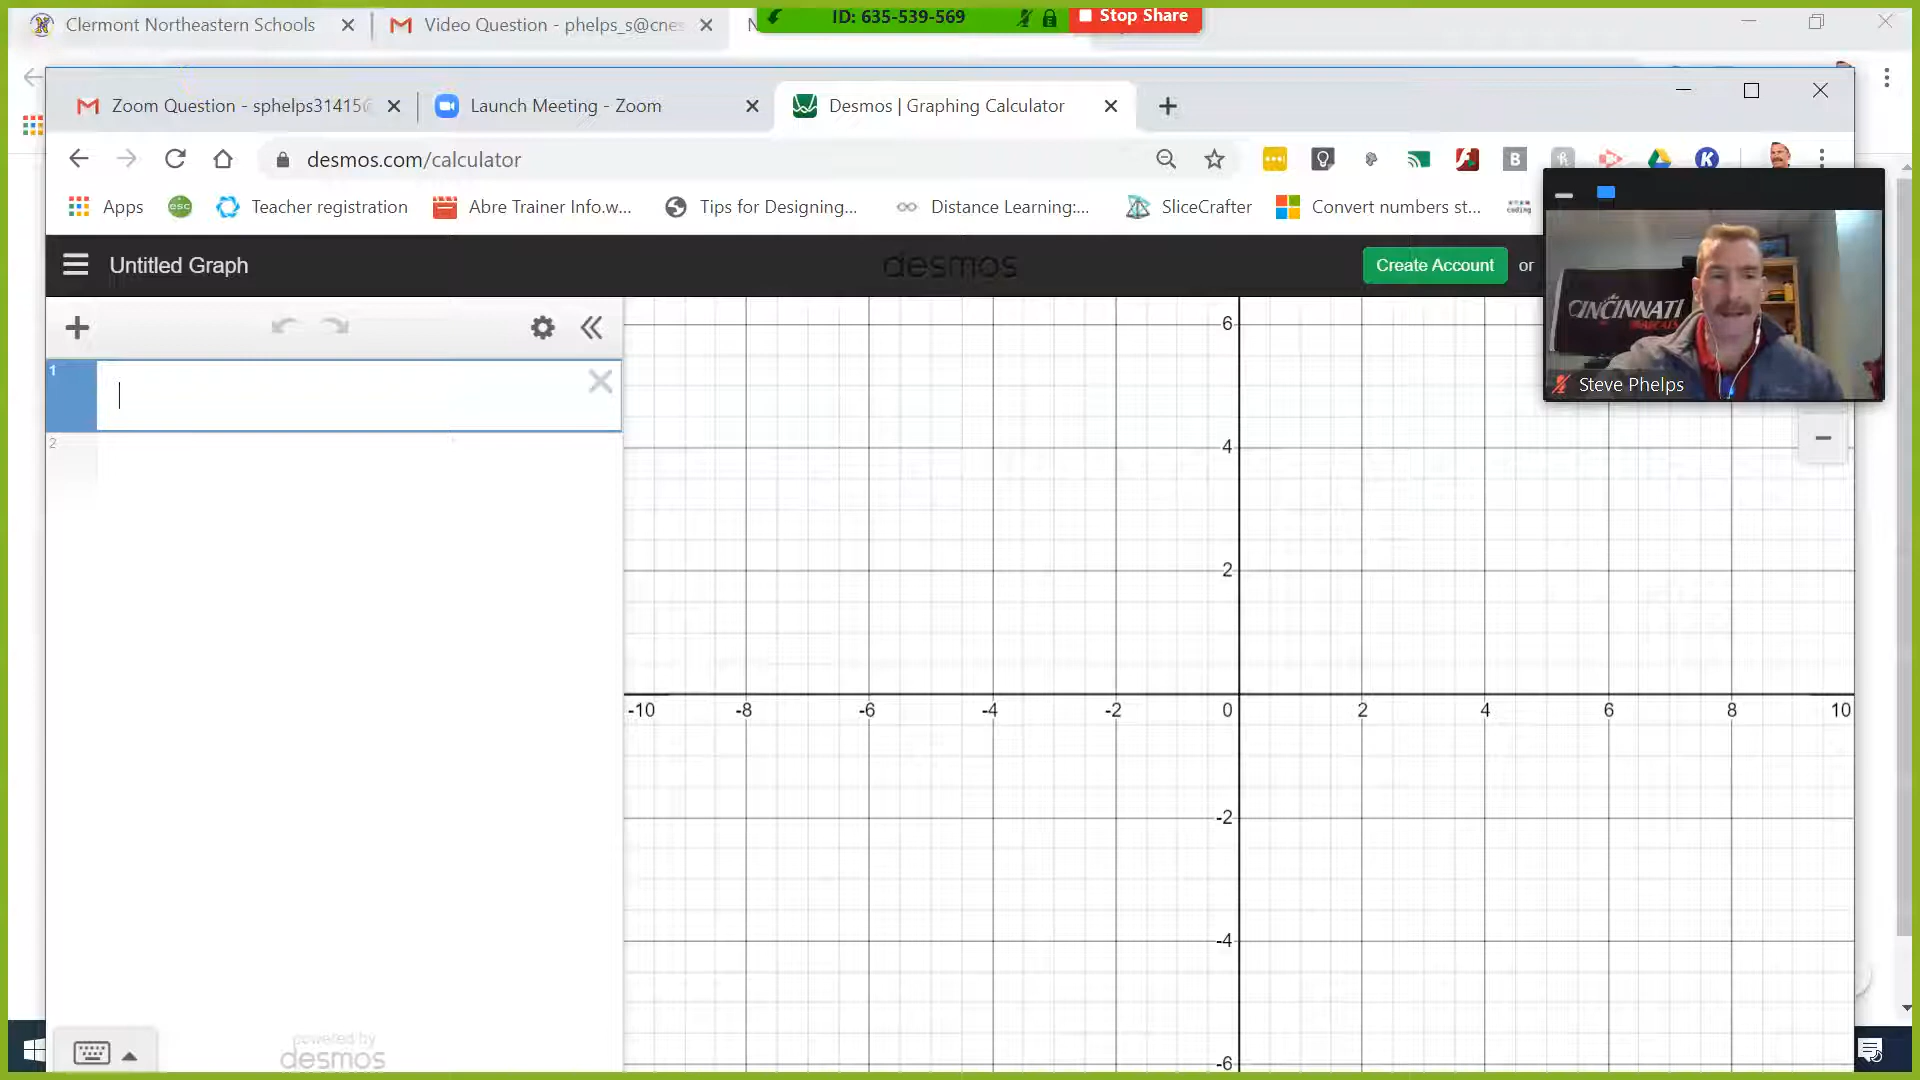 Clermont Northeastern Schools
Video Question - phelps_s@cnes
ID: 635-539-569
Stop Share
Zoom Question - sphelps31415@
Launch Meeting - Zoom
Desmos | Graphing Calculator
desmos.com/calculator
Apps
Teacher registration
Abre Trainer Info.w...
Tips for Designing...
Distance Learning:...
SliceCrafter
Convert numbers st...
Untitled Graph
desmos
Create Account
or
CINCINNATI
BEARCATS
Steve Phelps
1
2
6
4
2
-10
-8
-6
-4
-2
0
2
4
6
8
10
-2
-4
-6
powered by
desmos